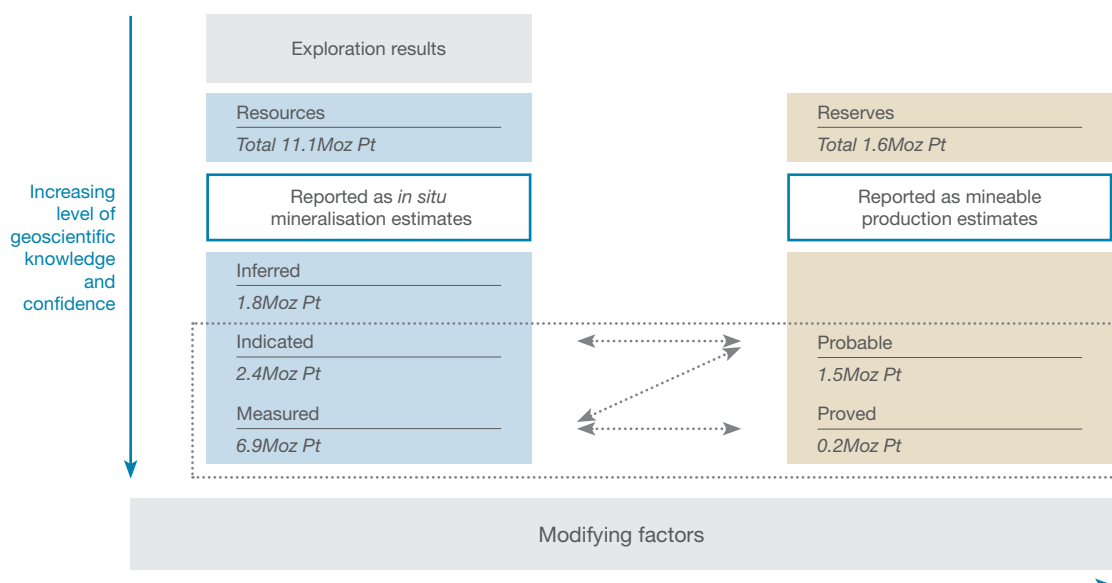 Exploration results
Resources
Total 11.1Moz Pt
Reserves
Total 1.6Moz Pt
Increasing
level of
geoscientific
knowledge
and
confidence
Reported as in situ
mineralisation estimates
Reported as mineable
production estimates
Inferred
1.8Moz Pt
Indicated
2.4Moz Pt
Probable
1.5Moz Pt
Measured
6.9Moz Pt
Proved
0.2Moz Pt
Modifying factors